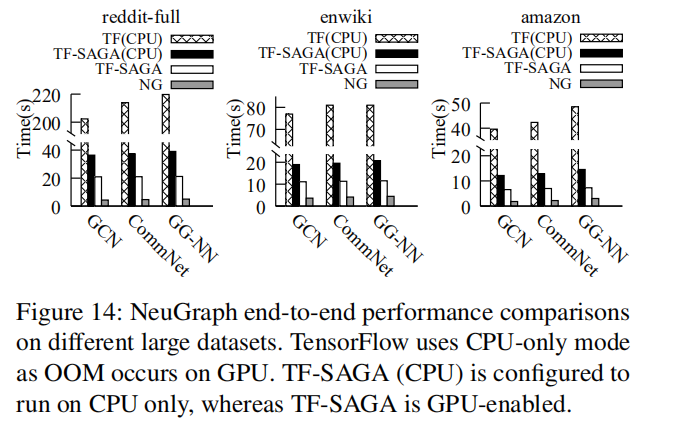 reddit-full
TF(CPU)
TF-SAGA(CPU)
TF-SAGA
NG
Time(s)
220
200
40
20
0
GCN
CommNet
GG-NN
enwiki
TF(CPU)
TF-SAGA(CPU)
TF-SAGA
NG
Time(s)
80
70
20
10
0
GCN
CommNet
GG-NN
amazon
TF(CPU)
TF-SAGA(CPU)
TF-SAGA
NG
Time(s)
50
40
20
10
0
GCN
CommNet
GG-NN
Figure 14: NeuGraph end-to-end performance comparisons
on different large datasets. TensorFlow uses CPU-only mode
as OOM occurs on GPU. TF-SAGA (CPU) is configured to
run on CPU only, whereas TF-SAGA is GPU-enabled.